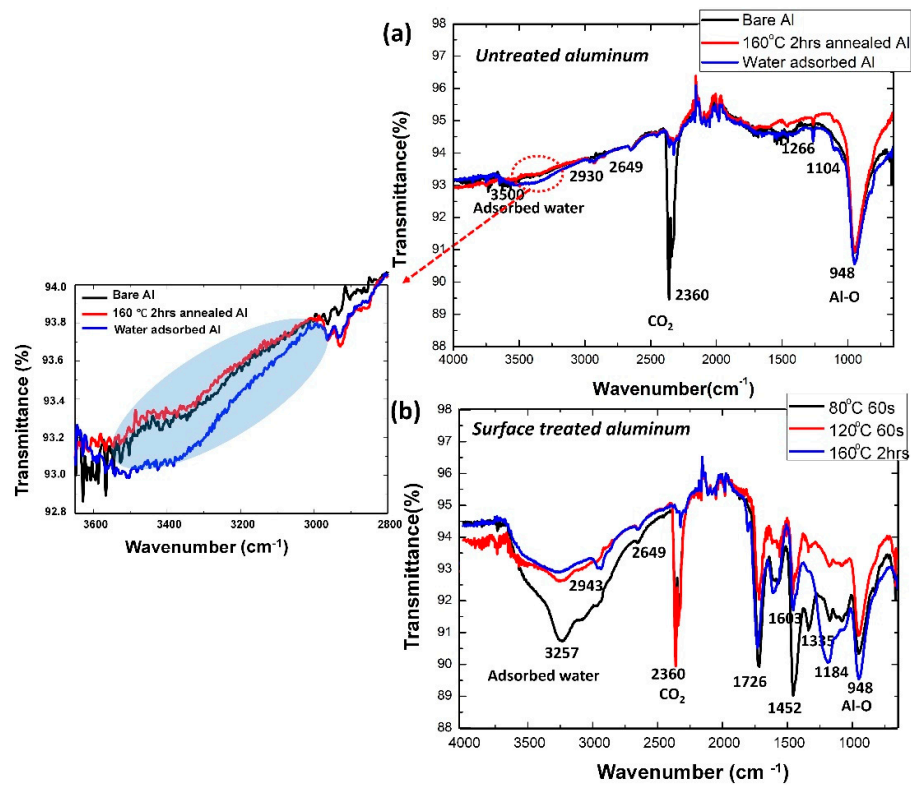 (a)
Bare Al
160°C 2hrs annealed Al
Water adsorbed Al
Untreated aluminum
98
97
96
95
94
93
92
91
90
89
88
Transmittance(%)
3500
Adsorbed water
2930
2649
2360
CO₂
1266
1104
948
Al-O
4000 3500 3000 2500 2000 1500 1000
Wavenumber(cm⁻¹)
Bare Al
160 °C 2hrs annealed Al
Water adsorbed Al
94.0
93.8
93.6
93.4
93.2
93.0
92.8
Transmittance (%)
3600 3400 3200 3000 2800
Wavenumber (cm⁻¹)
(b)
80°C 60s
120°C 60s
160°C 2hrs
Surface treated aluminum
98
97
96
95
94
93
92
91
90
89
88
Transmittance(%)
3257
Adsorbed water
2943
2649
2360
CO₂
1726
1603
1452
1335
1184
948
Al-O
4000 3500 3000 2500 2000 1500 1000
Wavenumber (cm ⁻¹)